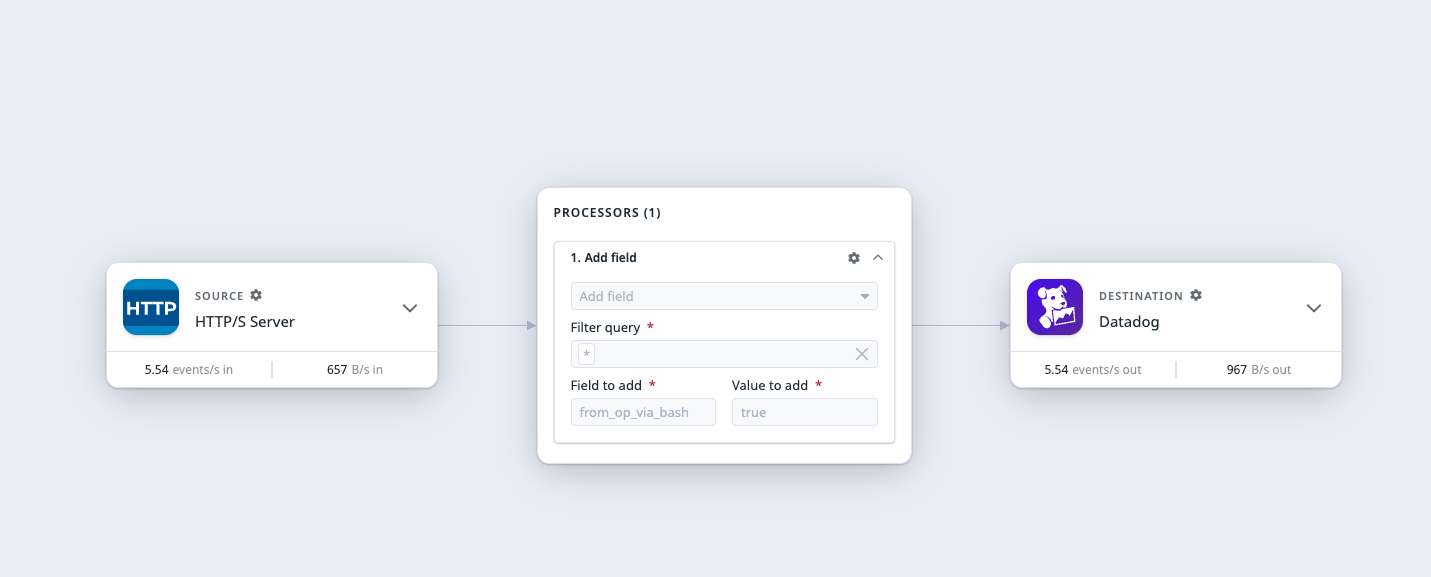 HTTP
SOURCE
HTTP/S Server
5.54 events/s in
657 B/s in
PROCESSORS (1)
1. Add field
Add field
Filter query *
*
Field to add *
Value to add *
from_op_via_bash
true
DESTINATION
Datadog
5.54 events/s out
967 B/s out